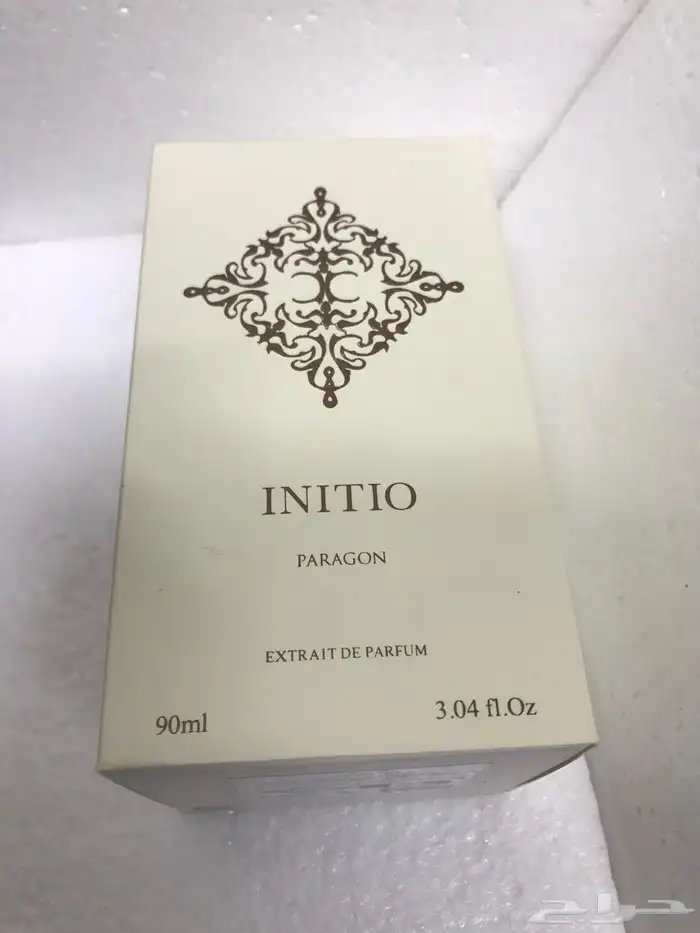 INITIO
PARAGON
EXTRAIT DE PARFUM
90ml
3.04 fl.Oz
حراج